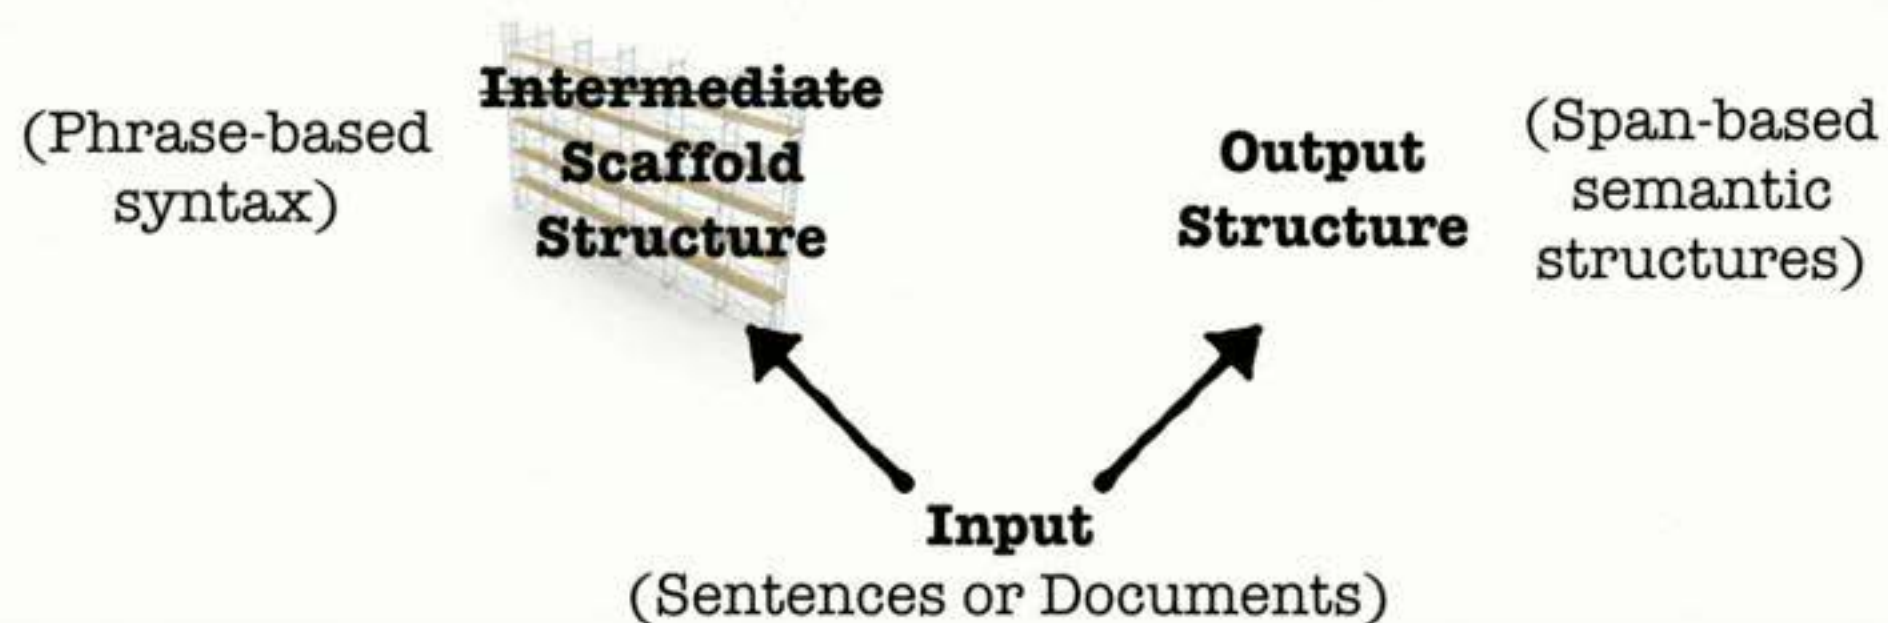 (Phrase-based
syntax)
Intermediate
Scaffold
Structure
Output
Structure
(Span-based
semantic
structures)
Input
(Sentences or Documents)